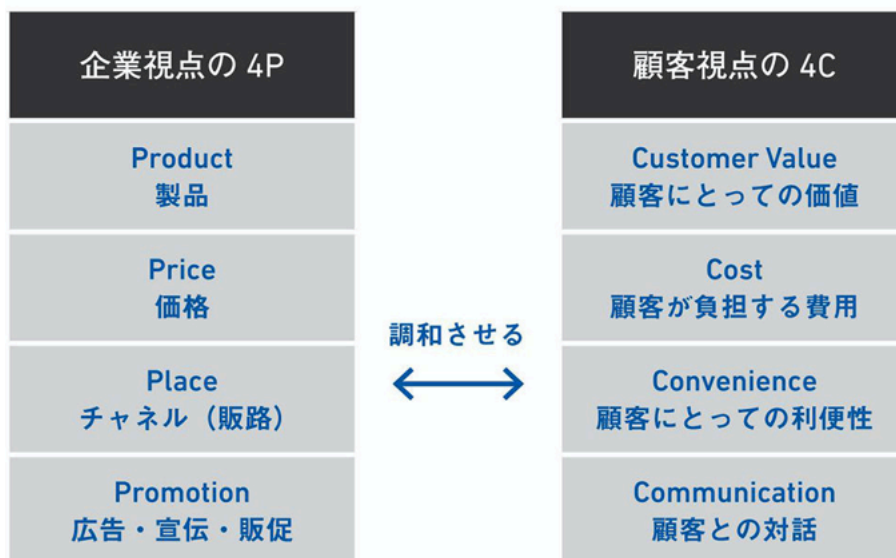 企業視点の 4P
Product
製品
Price
価格
Place
チャネル（販路）
Promotion
広告・宣伝・販促
調和させる
顧客視点の 4C
Customer Value
顧客にとっての価値
Cost
顧客が負担する費用
Convenience
顧客にとっての利便性
Communication
顧客との対話